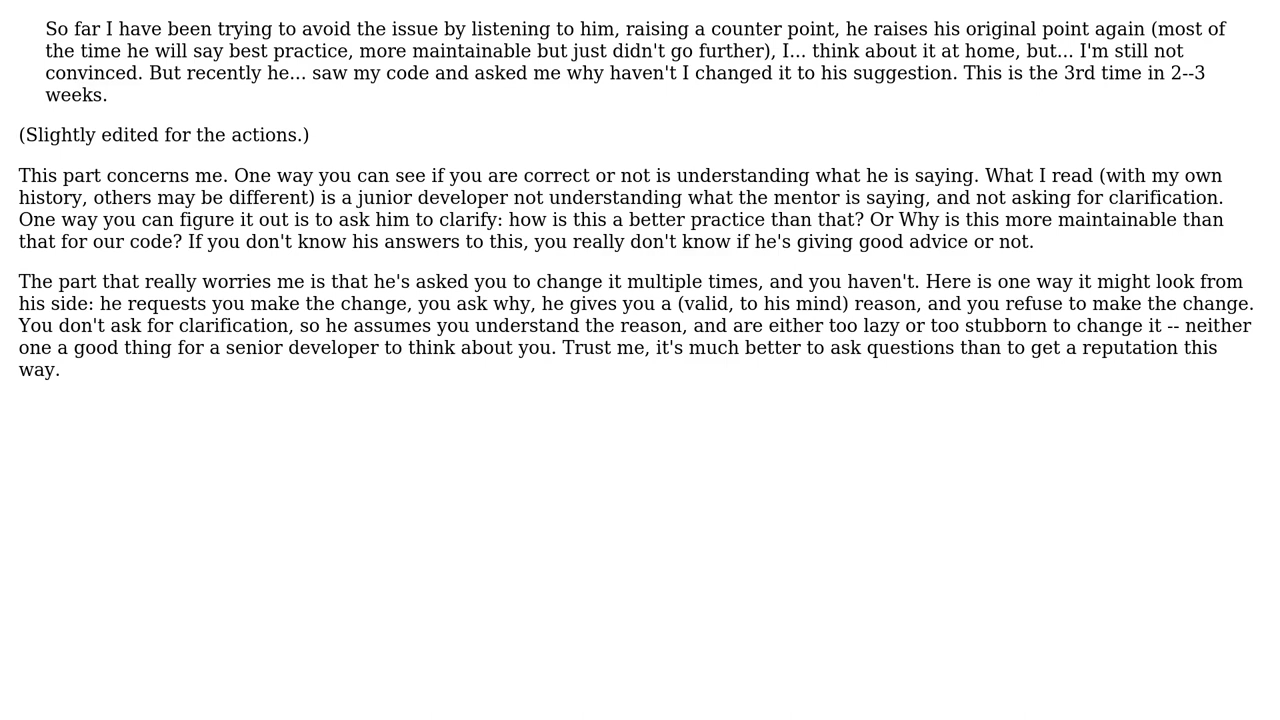 So far I have been trying to avoid the issue by listening to him, raising a counter point, he raises his original point again (most of
the time he will say best practice, more maintainable but just didn't go further), I... think about it at home, but... I'm still not
convinced. But recently he... saw my code and asked me why haven't I changed it to his suggestion. This is the 3rd time in 2--3
weeks.
(Slightly edited for the actions.)
This part concerns me. One way you can see if you are correct or not is understanding what he is saying. What I read (with my own
history, others may be different) is a junior developer not understanding what the mentor is saying, and not asking for clarification.
One way you can figure it out is to ask him to clarify: how is this a better practice than that? Or Why is this more maintainable than
that for our code? If you don't know his answers to this, you really don't know if he's giving good advice or not.
The part that really worries me is that he's asked you to change it multiple times, and you haven't. Here is one way it might look from
his side: he requests you make the change, you ask why, he gives you a (valid, to his mind) reason, and you refuse to make the change.
You don't ask for clarification, so he assumes you understand the reason, and are either too lazy or too stubborn to change it -- neither
one a good thing for a senior developer to think about you. Trust me, it's much better to ask questions than to get a reputation this
way.